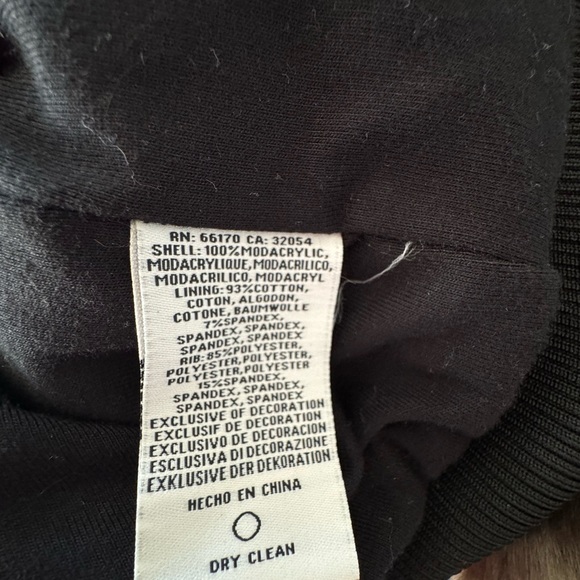 RN: 66170 CA: 32054
SHELL: 100%MODACRYLIC,
MODACRYLIQUE, MODACRILICO,
MODACRILICO, MODACRYL
LINING: 93%COTTON,
COTON, ALGODON,
COTONE, BAUMWOLLE
7%SPANDEX,
SPANDEX, SPANDEX,
SPANDEX, SPANDEX
RIB: 85%POLYESTER,
POLYESTER, POLYESTER,
POLYESTER, POLYESTER
15%SPANDEX,
SPANDEX, SPANDEX,
SPANDEX, SPANDEX
EXCLUSIVE OF DECORATION
EXCLUSIF DE DECORATION
EXCLUSIVO DE DECORACION
ESCLUSIVA DI DECORAZIONE
EXKLUSIVE DER DEKORATION
HECHO EN CHINA
DRY CLEAN